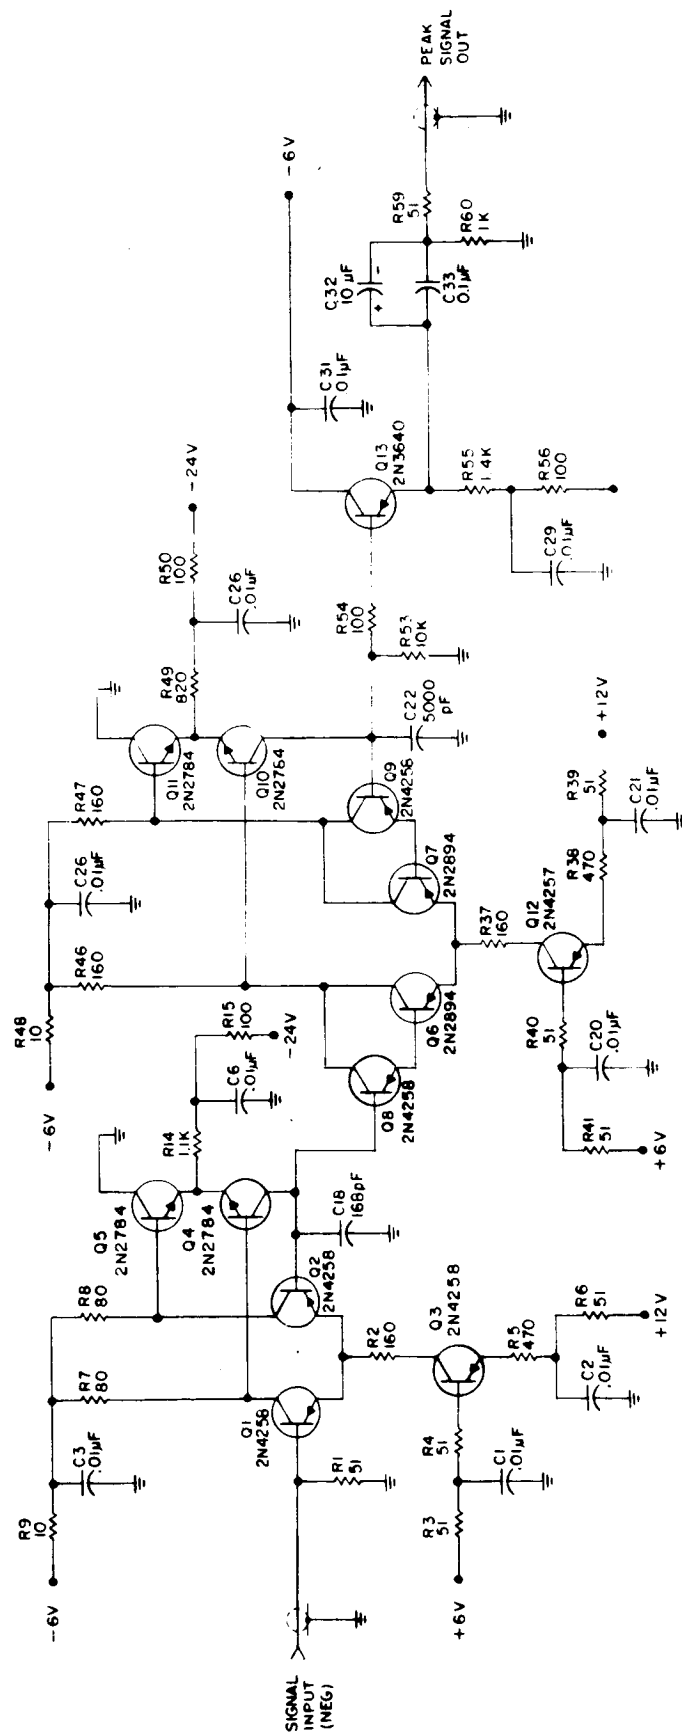 SIGNAL
INPUT
(NEG)
-6V
R9
10
C3
.01µF
R7
80
R8
80
Q1
2N4258
R1
51
Q2
2N4258
Q5
2N2784
Q4
2N2784
R14
1.1K
C6
.01µF
R15
100
-24V
C18
168pF
R2
160
Q3
2N4258
R3
51
R4
51
C1
.01µF
+6V
R5
470
R6
51
C2
.01µF
+12V
-6V
R48
10
R46
160
C26
.01µF
R47
160
Q8
2N4258
Q6
2N2894
Q7
2N2894
Q9
2N4258
Q11
2N2784
Q10
2N2784
R49
820
R50
100
C26
.01µF
-24V
C22
5000
pF
R37
160
Q12
2N4257
R40
51
C20
.01µF
R41
51
+6V
R38
470
R39
51
C21
.01µF
+12V
R54
100
R53
10K
Q13
2N3640
C31
.01µF
-6V
R55
1.4K
R56
100
C29
.01µF
C32
10µF
+
-
C33
0.1µF
R59
51
R60
1K
PEAK
SIGNAL
OUT